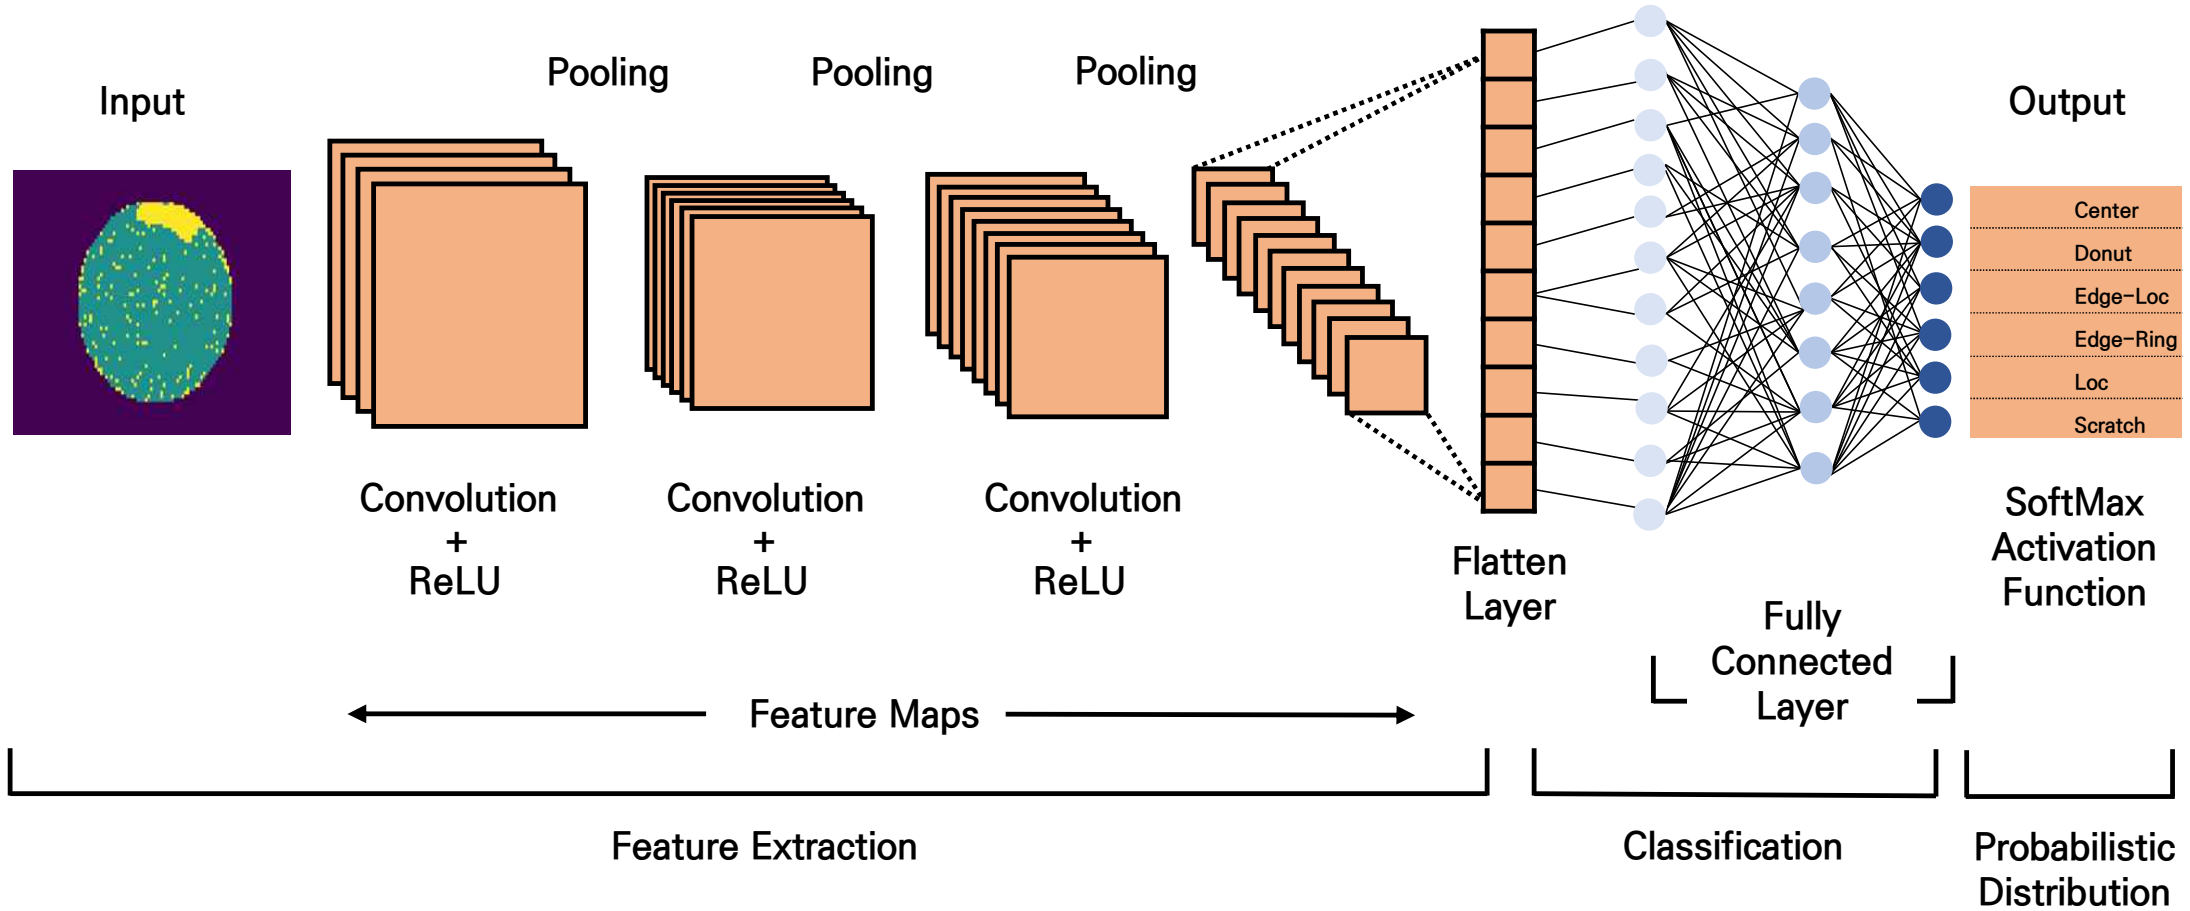 Input
Pooling
Pooling
Pooling
Output
Center
Donut
Edge-Loc
Edge-Ring
Loc
Scratch
Convolution
+
ReLU
Convolution
+
ReLU
Convolution
+
ReLU
Flatten
Layer
Fully
Connected
Layer
SoftMax
Activation
Function
Feature Maps
Feature Extraction
Classification
Probabilistic
Distribution